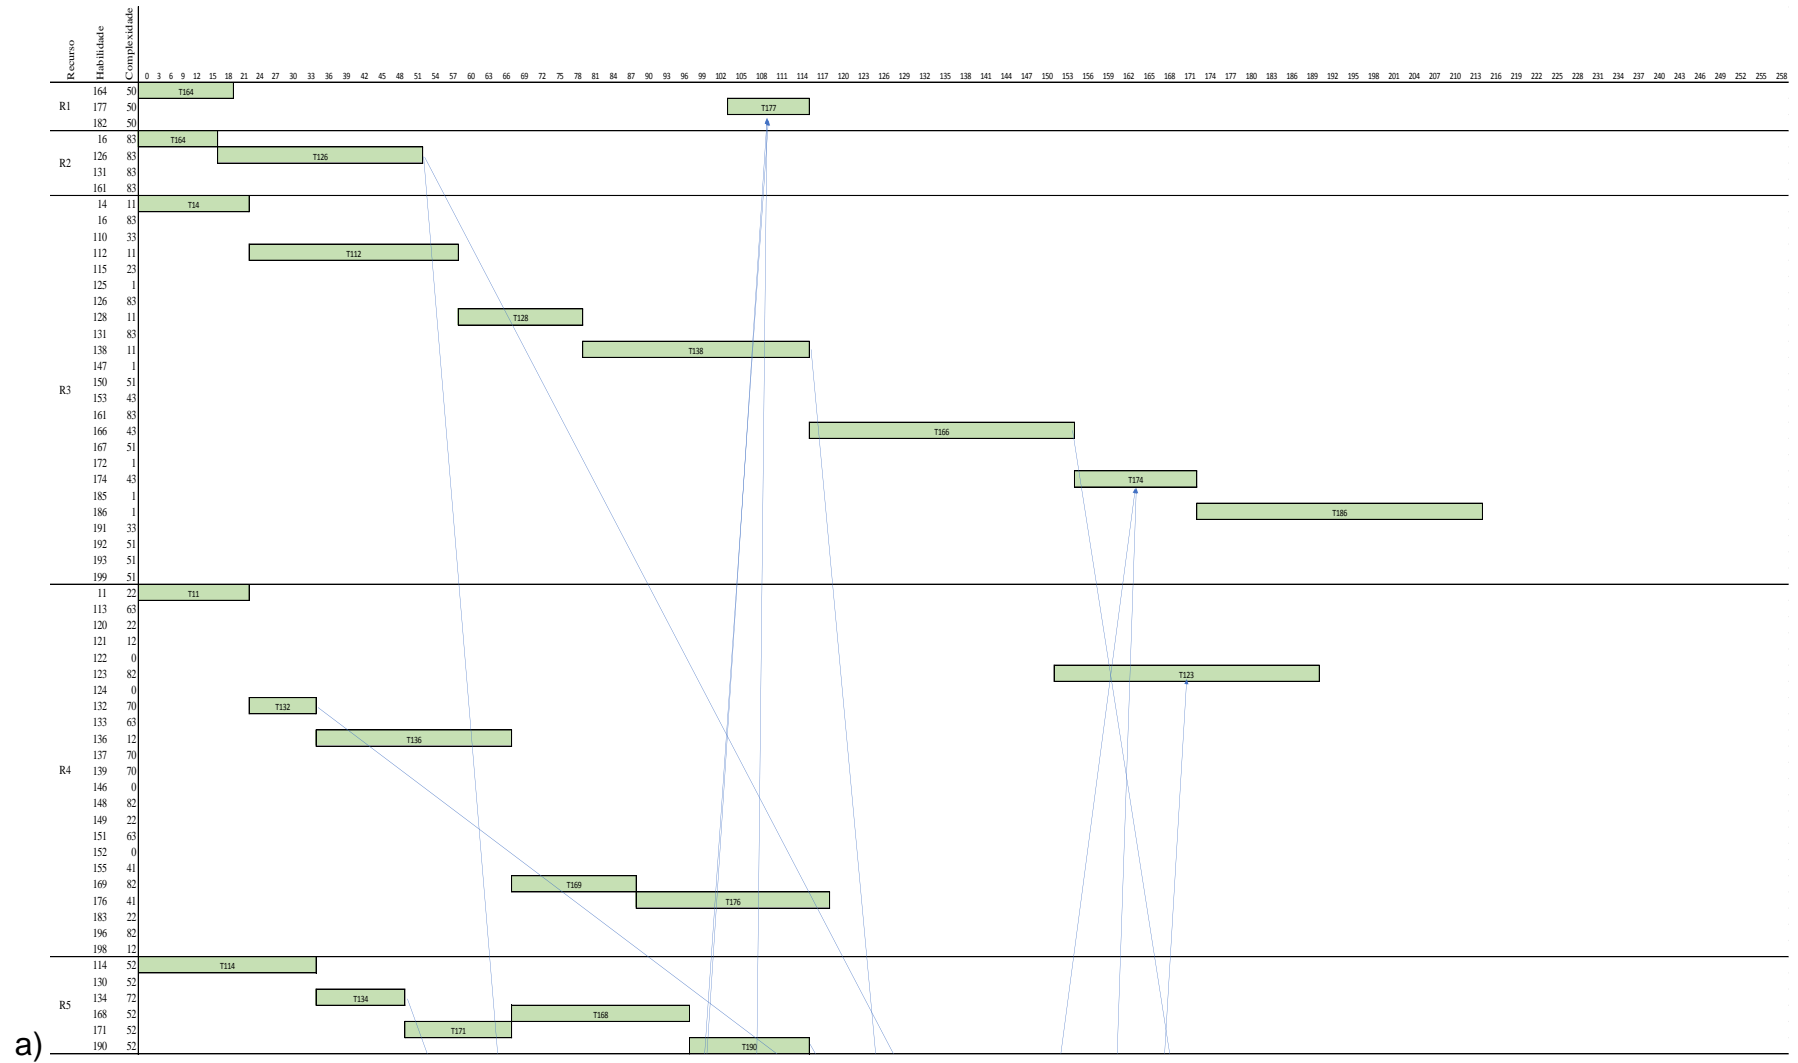 Recurso Habilidade Complexidade 0 3 6 9 12 15 18 21 24 27 30 33 36 39 42 45 48 51 54 57 60 63 66 69 72 75 78 81 84 87 90 93 96 99 102 105 108 111 114 117 120 123 126 129 132 135 138 141 144 147 150 153 156 159 162 165 168 171 174 177 180 183 186 189 192 195 198 201 204 207 210 213 216 219 222 225 228 231 234 237 240 243 246 249 252 255 258
164 50 T164
R1 177 50 T177
182 50
16 83 T164
R2 126 83 T126
131 83
161 83
14 11 T14
16 83
110 33
112 11 T112
115 23
125 1
126 83
128 11 T128
131 83
138 11 T138
147 1
R3 150 51
153 43
161 83
166 43 T166
167 51
172 1
174 43 T174
185 1
186 1 T186
191 33
192 51
193 51
199 51
11 22 T11
113 63
120 22
121 12
122 0
123 82 T123
124 0
132 70 T132
133 63
136 12 T136
137 70
R4 139 70
146 0
148 82
149 22
151 63
152 0
155 41
169 82 T169
176 41 T176
183 22
196 82
198 12
114 52 T114
130 52
R5 134 72 T134
168 52 T168
171 52 T171
a) 190 52 T190